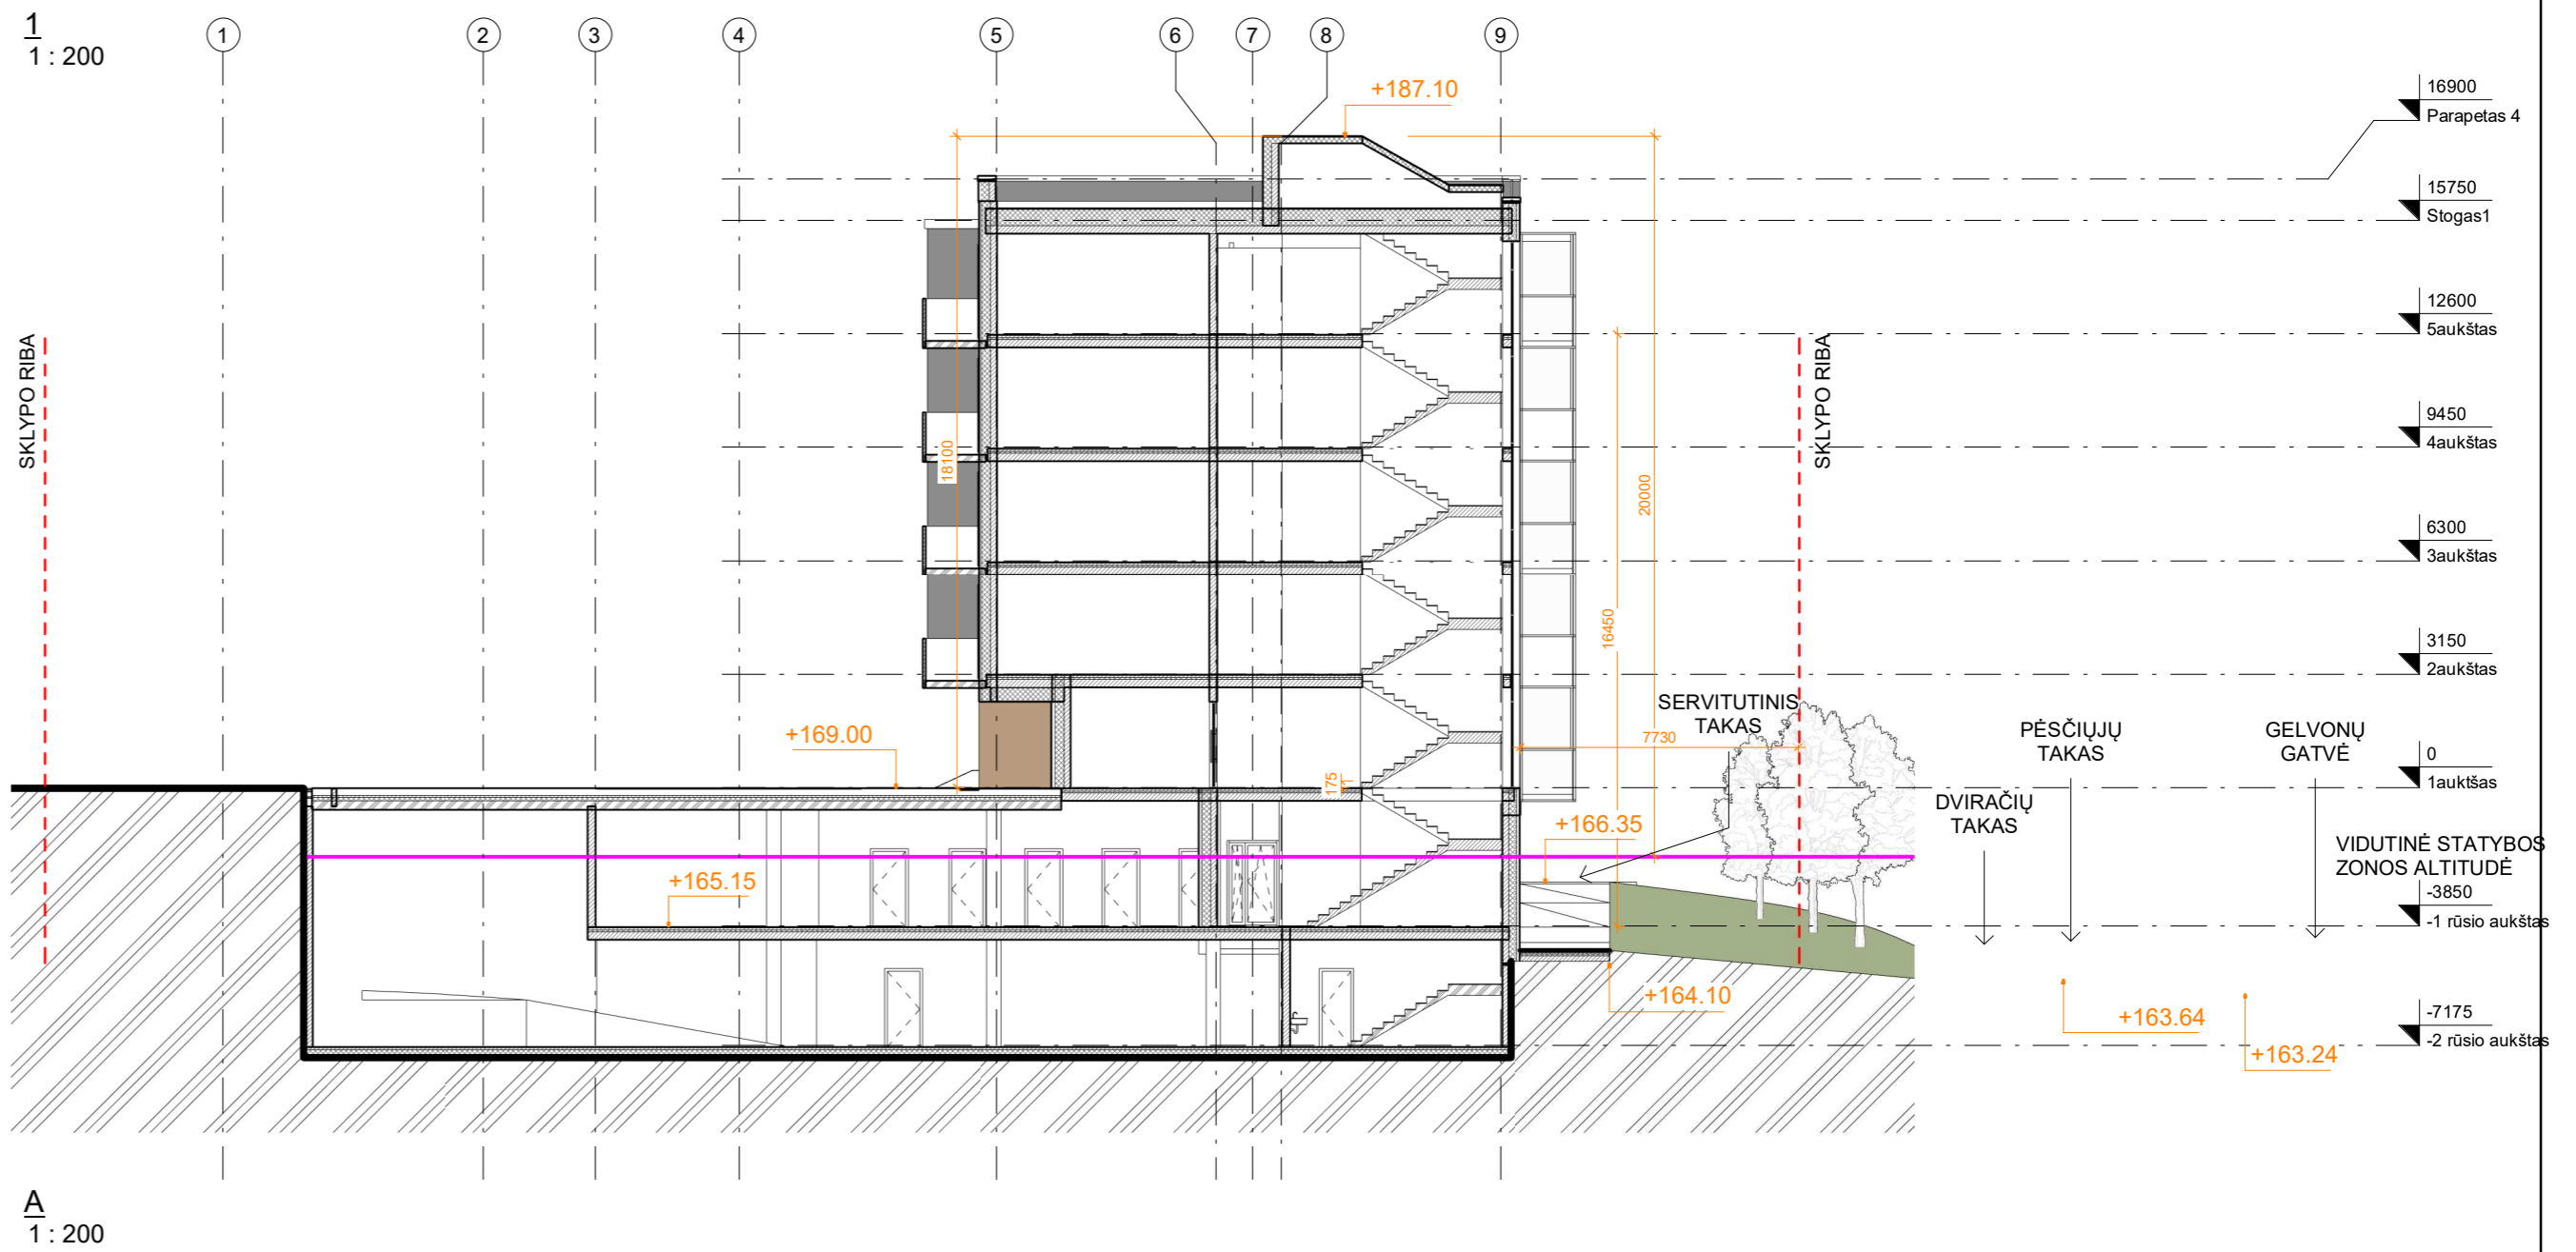 1
1 : 200
1
2
3
4
5
6
7
8
9
+187.10
16900
Parapetas 4
15750
Stogas1
12600
5aukštas
SKLYPO RIBA
SKLYPO RIBA
9450
4aukštas
18100
20000
6300
3aukštas
16450
3150
2aukštas
SERVITUTINIS
TAKAS
7730
PĖSČIŲJŲ
TAKAS
GELVONŲ
GATVĖ
+169.00
0
1auktšas
175
DVIRAČIŲ
TAKAS
+166.35
VIDUTINĖ STATYBOS
ZONOS ALTITUDĖ
+165.15
-3850
-1 rūsio aukštas
+164.10
+163.64
-7175
-2 rūsio aukštas
+163.24
A
1 : 200